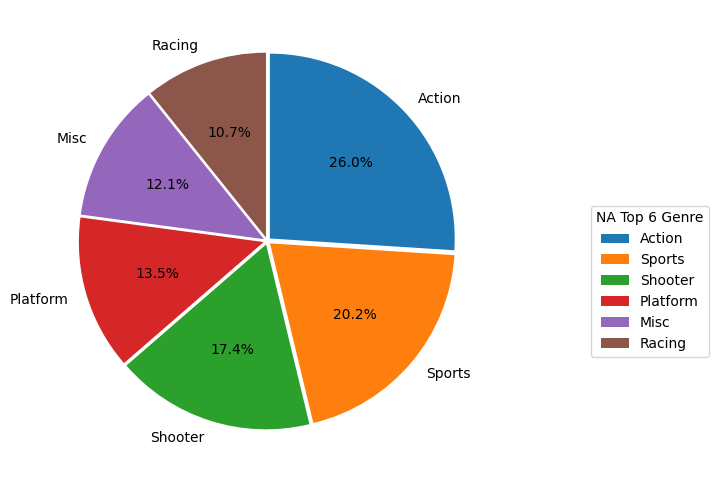 Racing
Action
Misc
10.7%
26.0%
12.1%
NA Top 6 Genre
Action
Sports
Shooter
Platform
Misc
Racing
13.5%
Platform
20.2%
17.4%
Sports
Shooter